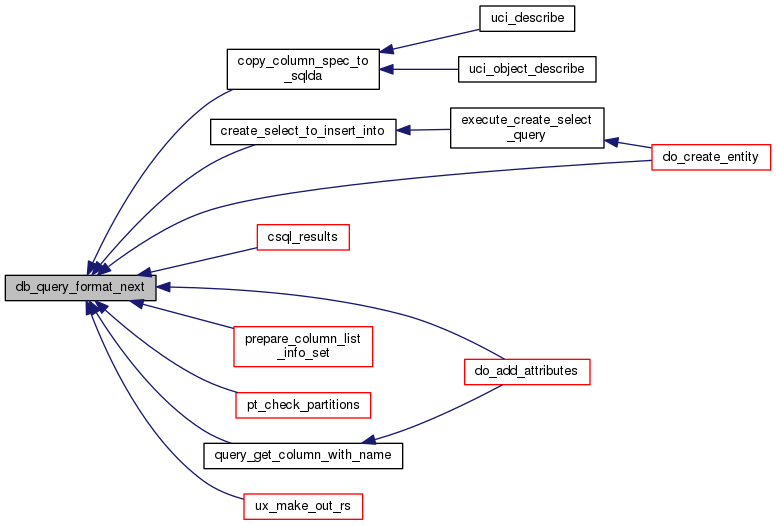 uci_describe
copy_column_spec_to
_sqlda
uci_object_describe
execute_create_select
_query
create_select_to_insert_into
do_create_entity
csql_results
db_query_format_next
prepare_column_list
_info_set
do_add_attributes
pt_check_partitions
query_get_column_with_name
ux_make_out_rs